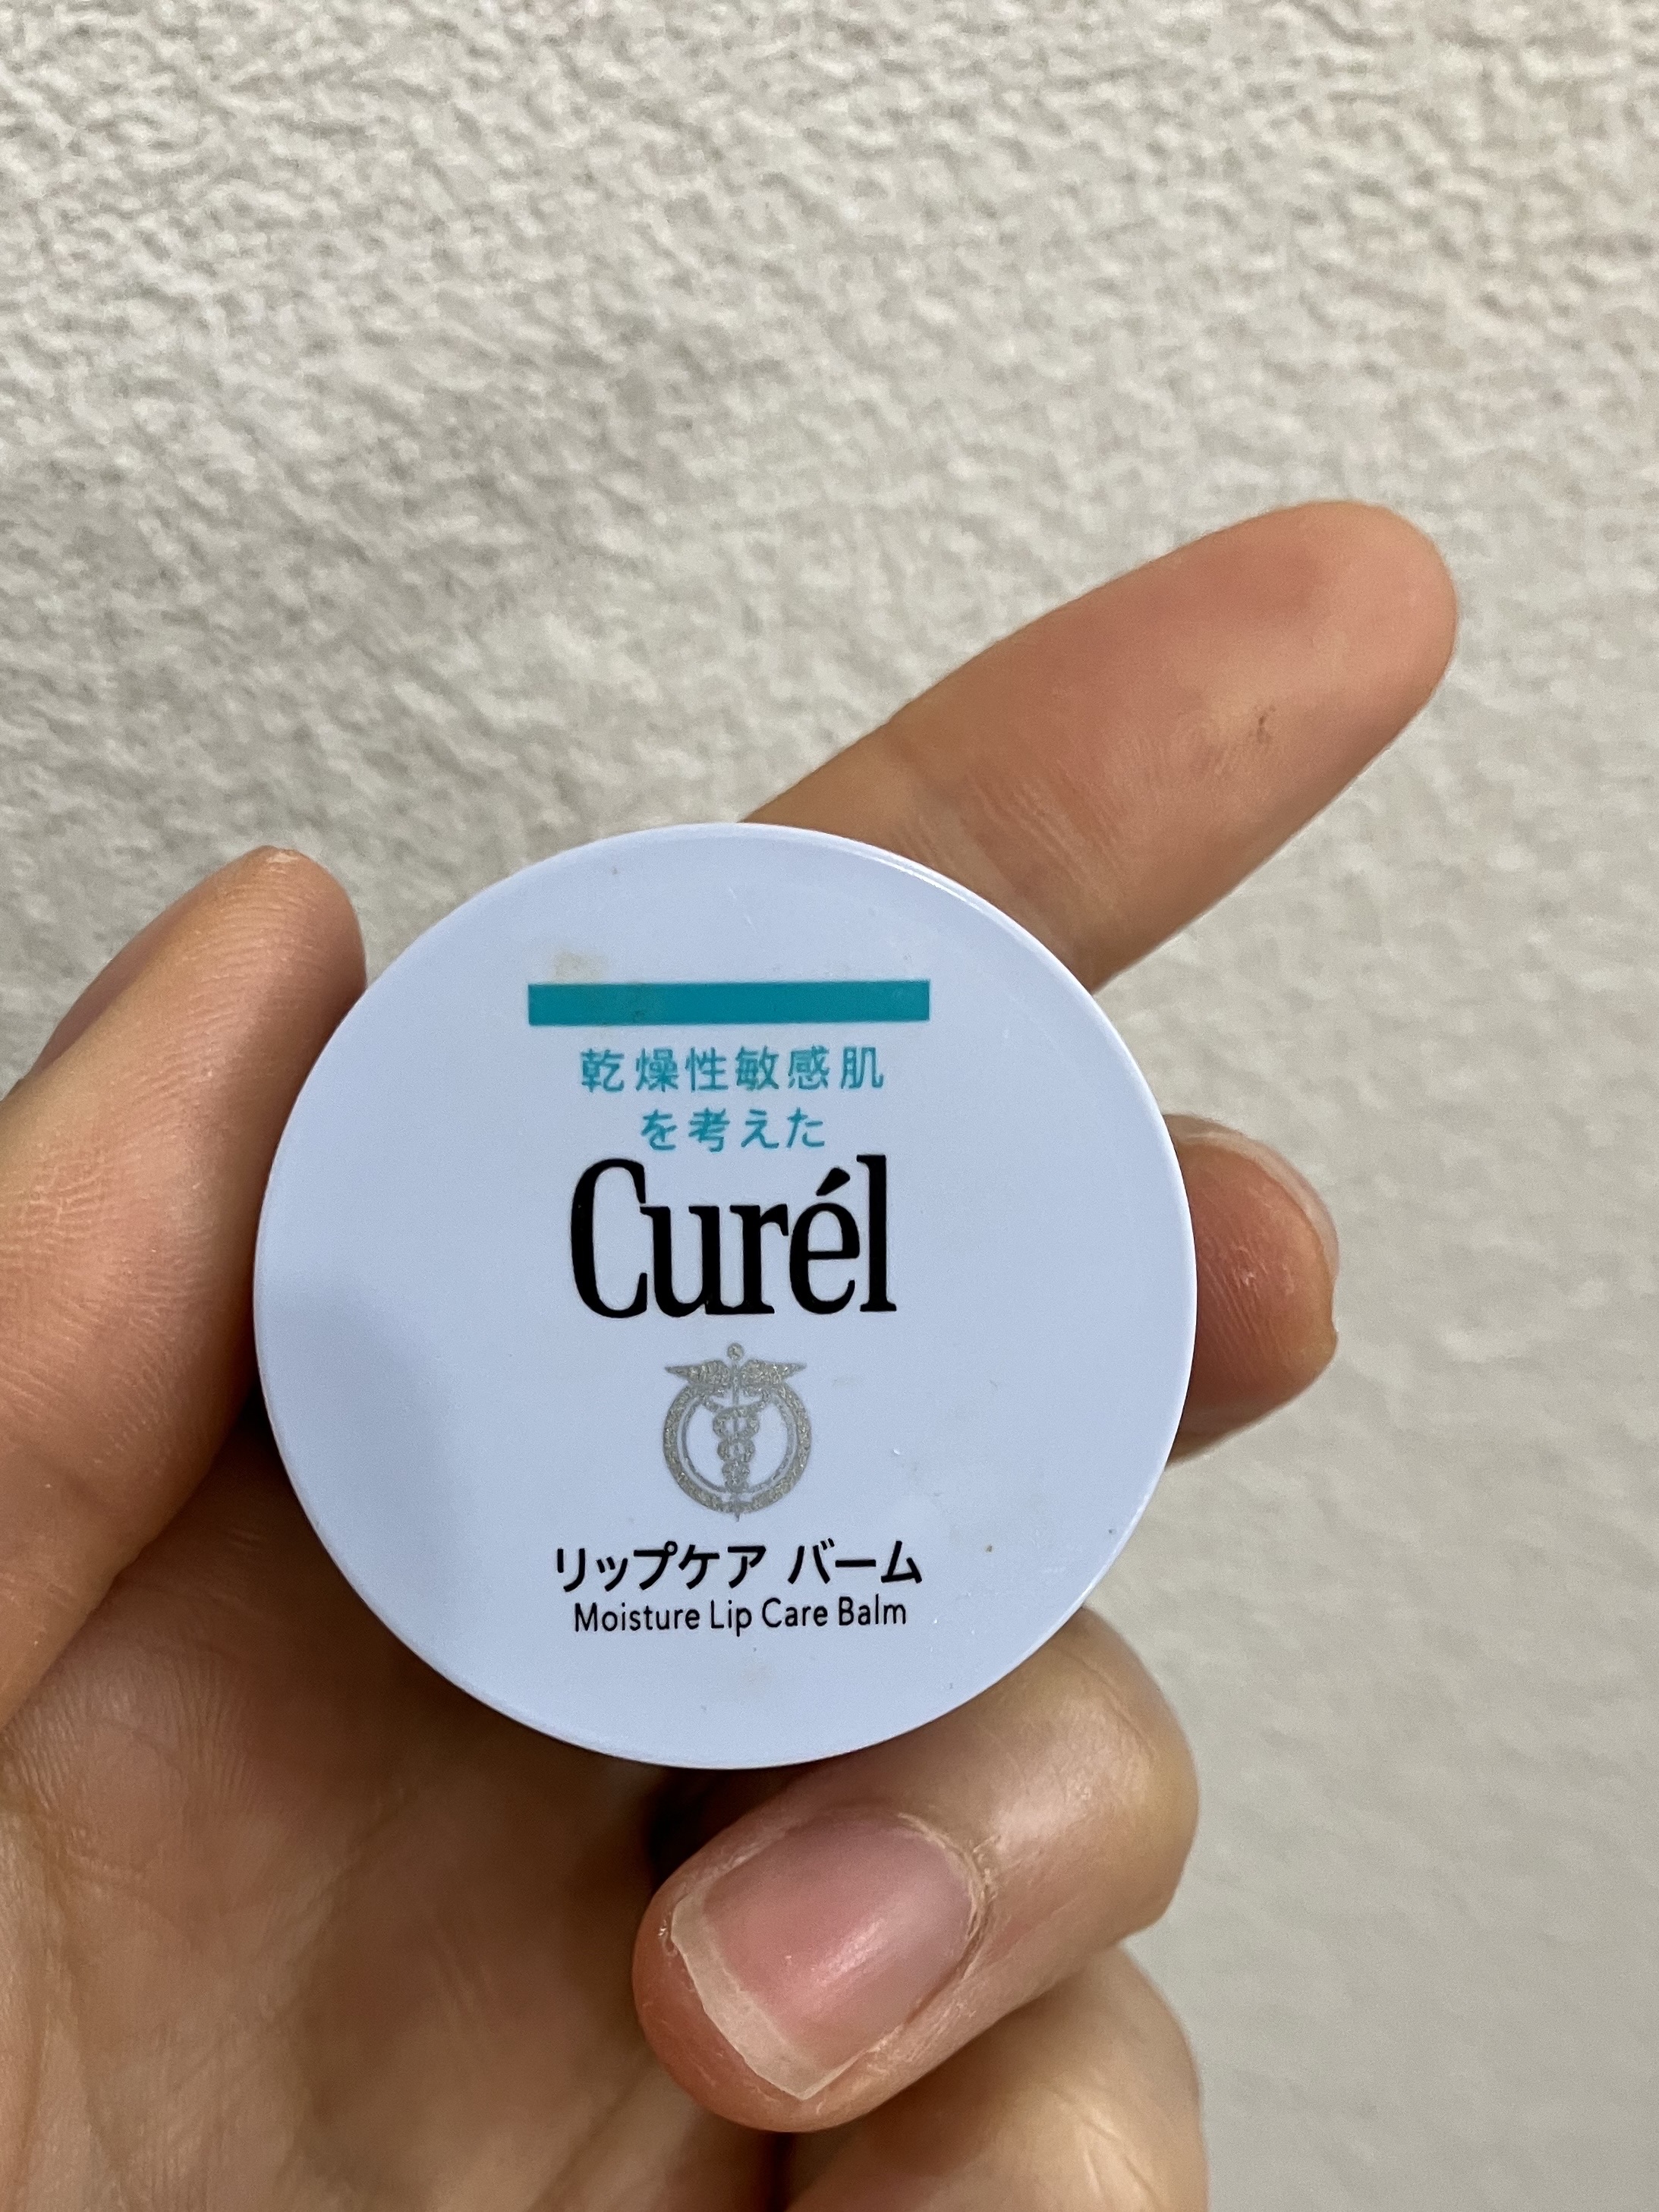 乾燥性敏感肌
を考えた
Curél
リップケア バーム
Moisture Lip Care Balm